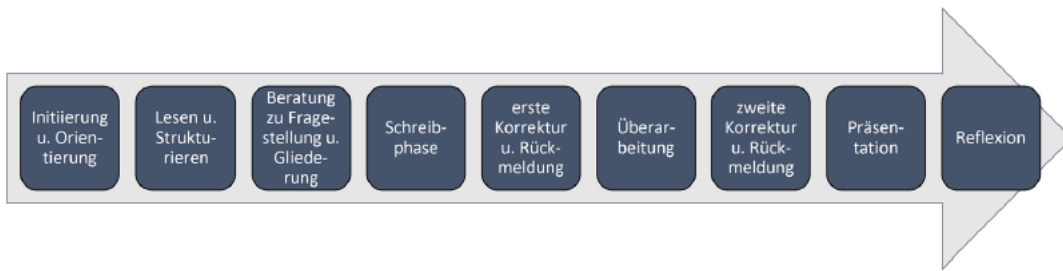 Initiierung
u. Orien-
tierung
Lesen u.
Struktu-
rieren
Beratung
zu Frage-
stellung u.
Gliede-
rung
Schreib-
phase
erste
Korrektur
u. Rück-
meldung
Überar-
beitung
zweite
Korrektur
u. Rück-
meldung
Präsen-
tation
Reflexion